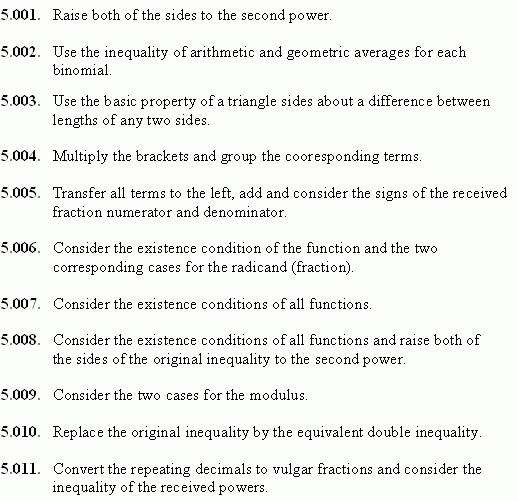 5.001. Raise both of the sides to the second power.
5.002. Use the inequality of arithmetic and geometric averages for each
binomial.
5.003. Use the basic property of a triangle sides about a difference between
lengths of any two sides.
5.004. Multiply the brackets and group the cooresponding terms.
5.005. Transfer all terms to the left, add and consider the signs of the received
fraction numerator and denominator.
5.006. Consider the existence condition of the function and the two
corresponding cases for the radicand (fraction).
5.007. Consider the existence conditions of all functions.
5.008. Consider the existence conditions of all functions and raise both of
the sides of the original inequality to the second power.
5.009. Consider the two cases for the modulus.
5.010. Replace the original inequality by the equivalent double inequality.
5.011. Convert the repeating decimals to vulgar fractions and consider the
inequality of the received powers.